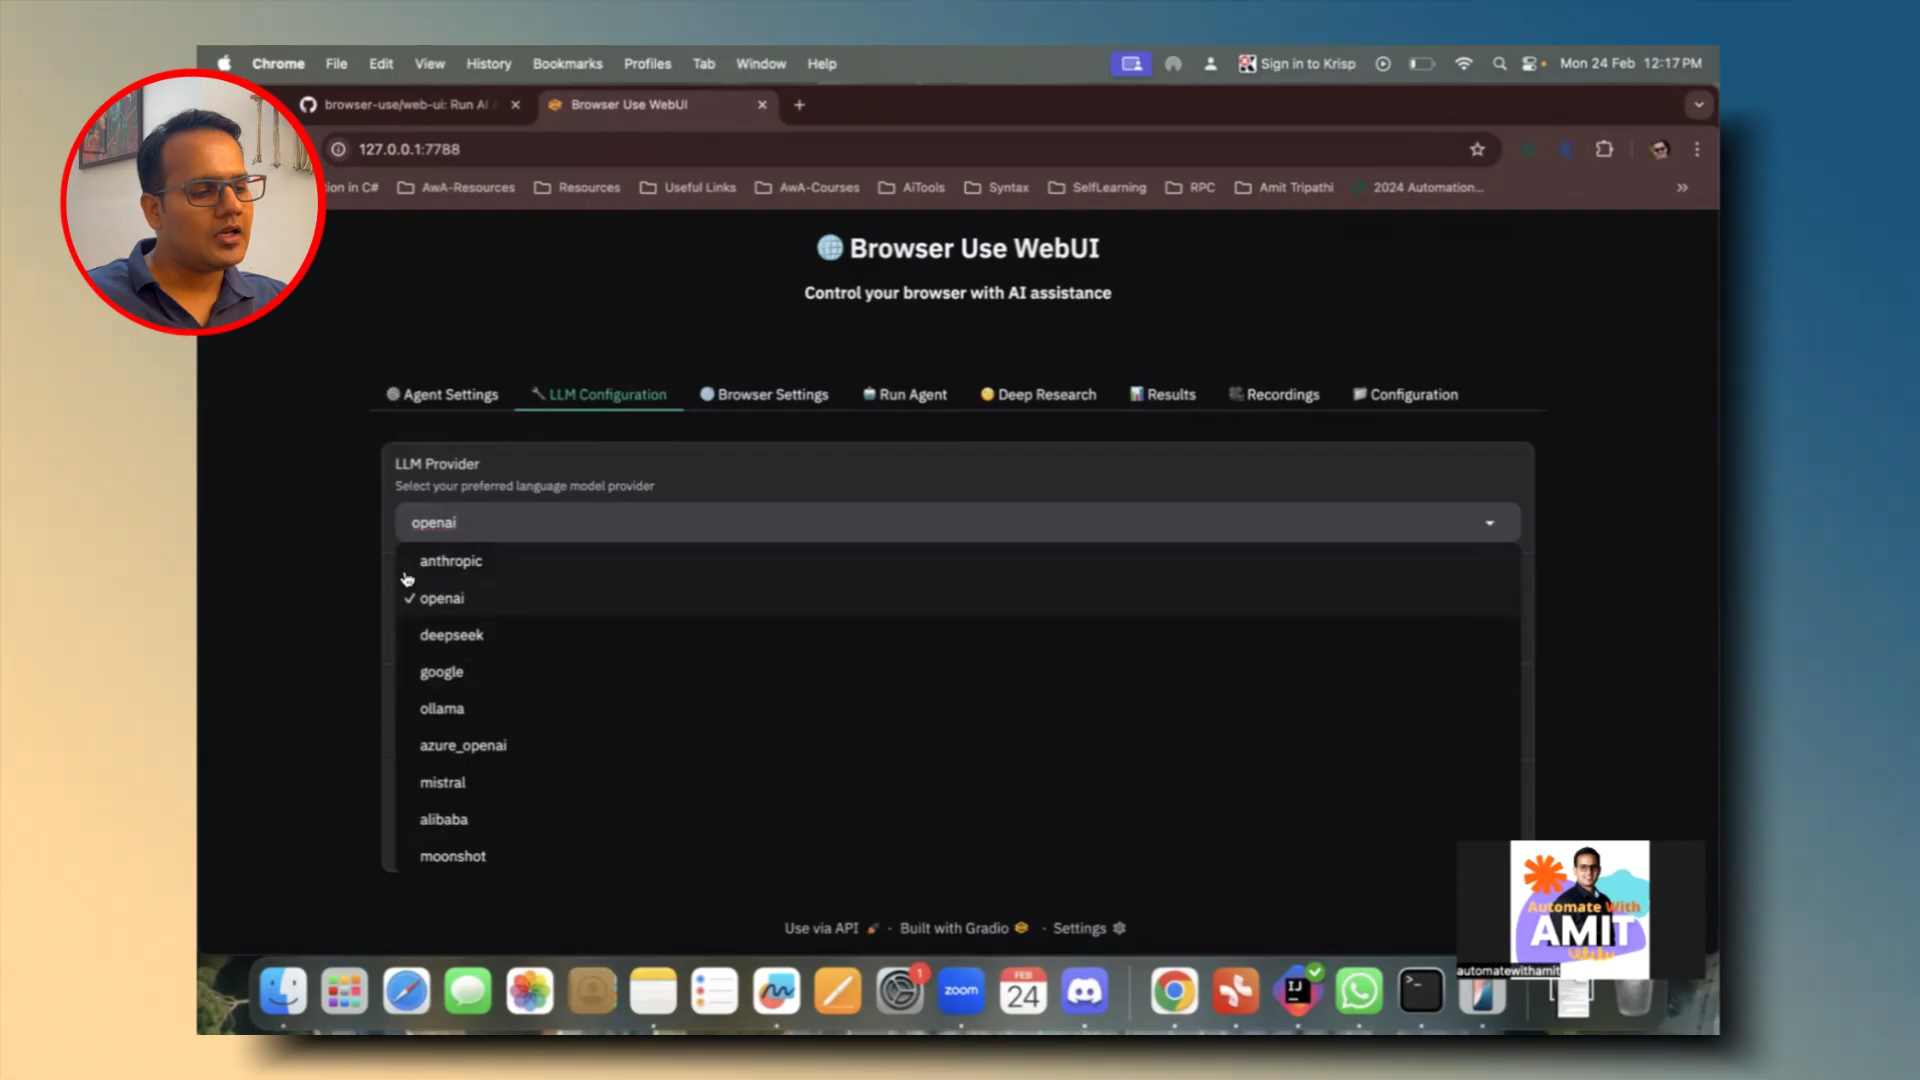 Chrome File Edit View History Bookmarks Profiles Tab Window Help Sign in to Krisp Mon 24 Feb 12:17 PM
browser-use/web-ui: Run AI Browser Use WebUI
127.0.0.1:7788
ion in C# AwA-Resources Resources Useful Links AwA-Courses AiTools Syntax SelfLearning RPC Amit Tripathi 2024 Automation...
Browser Use WebUI
Control your browser with AI assistance
Agent Settings LLM Configuration Browser Settings Run Agent Deep Research Results Recordings Configuration
LLM Provider
Select your preferred language model provider
openai
anthropic
✓ openai
deepseek
google
ollama
azure_openai
mistral
alibaba
moonshot
Automate With
AMIT
automatewithamit
Use via API · Built with Gradio · Settings
1
zoom
FEB
24
IJ